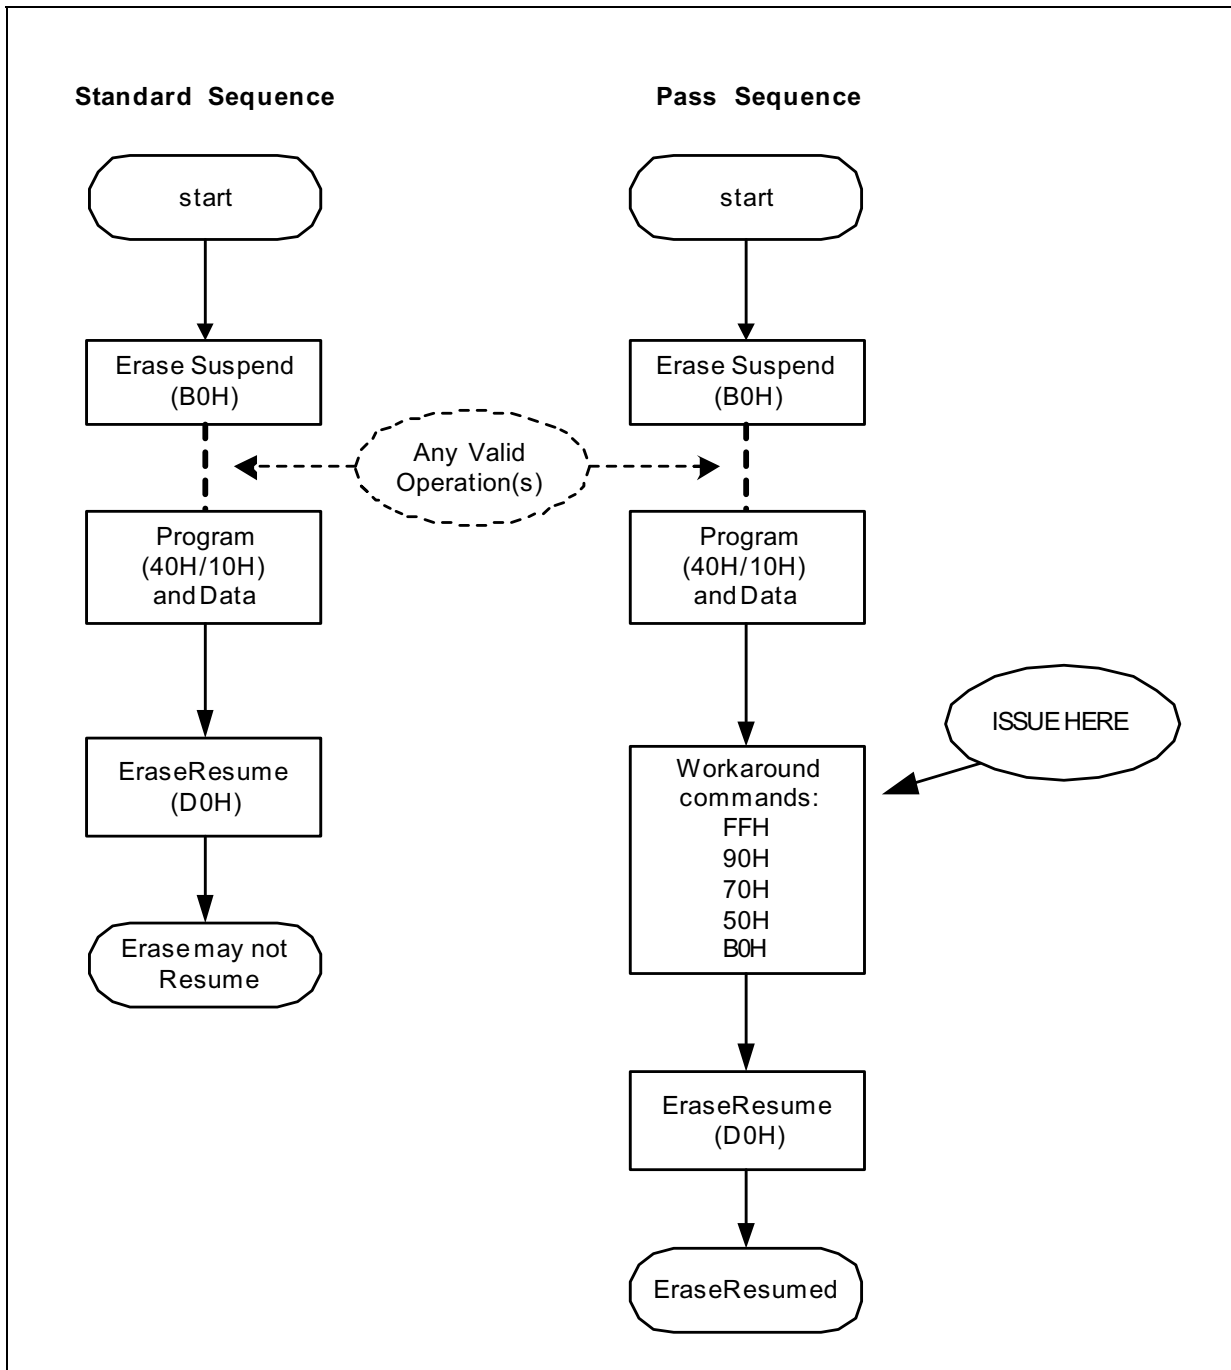 Standard Sequence
start
Erase Suspend
(B0H)
Program
(40H/10H)
and Data
EraseResume
(D0H)
Erase may not
Resume
Any Valid
Operation(s)
Pass Sequence
start
Erase Suspend
(B0H)
Program
(40H/10H)
and Data
Workaround
commands:
FFH
90H
70H
50H
B0H
ISSUE HERE
EraseResume
(D0H)
EraseResumed